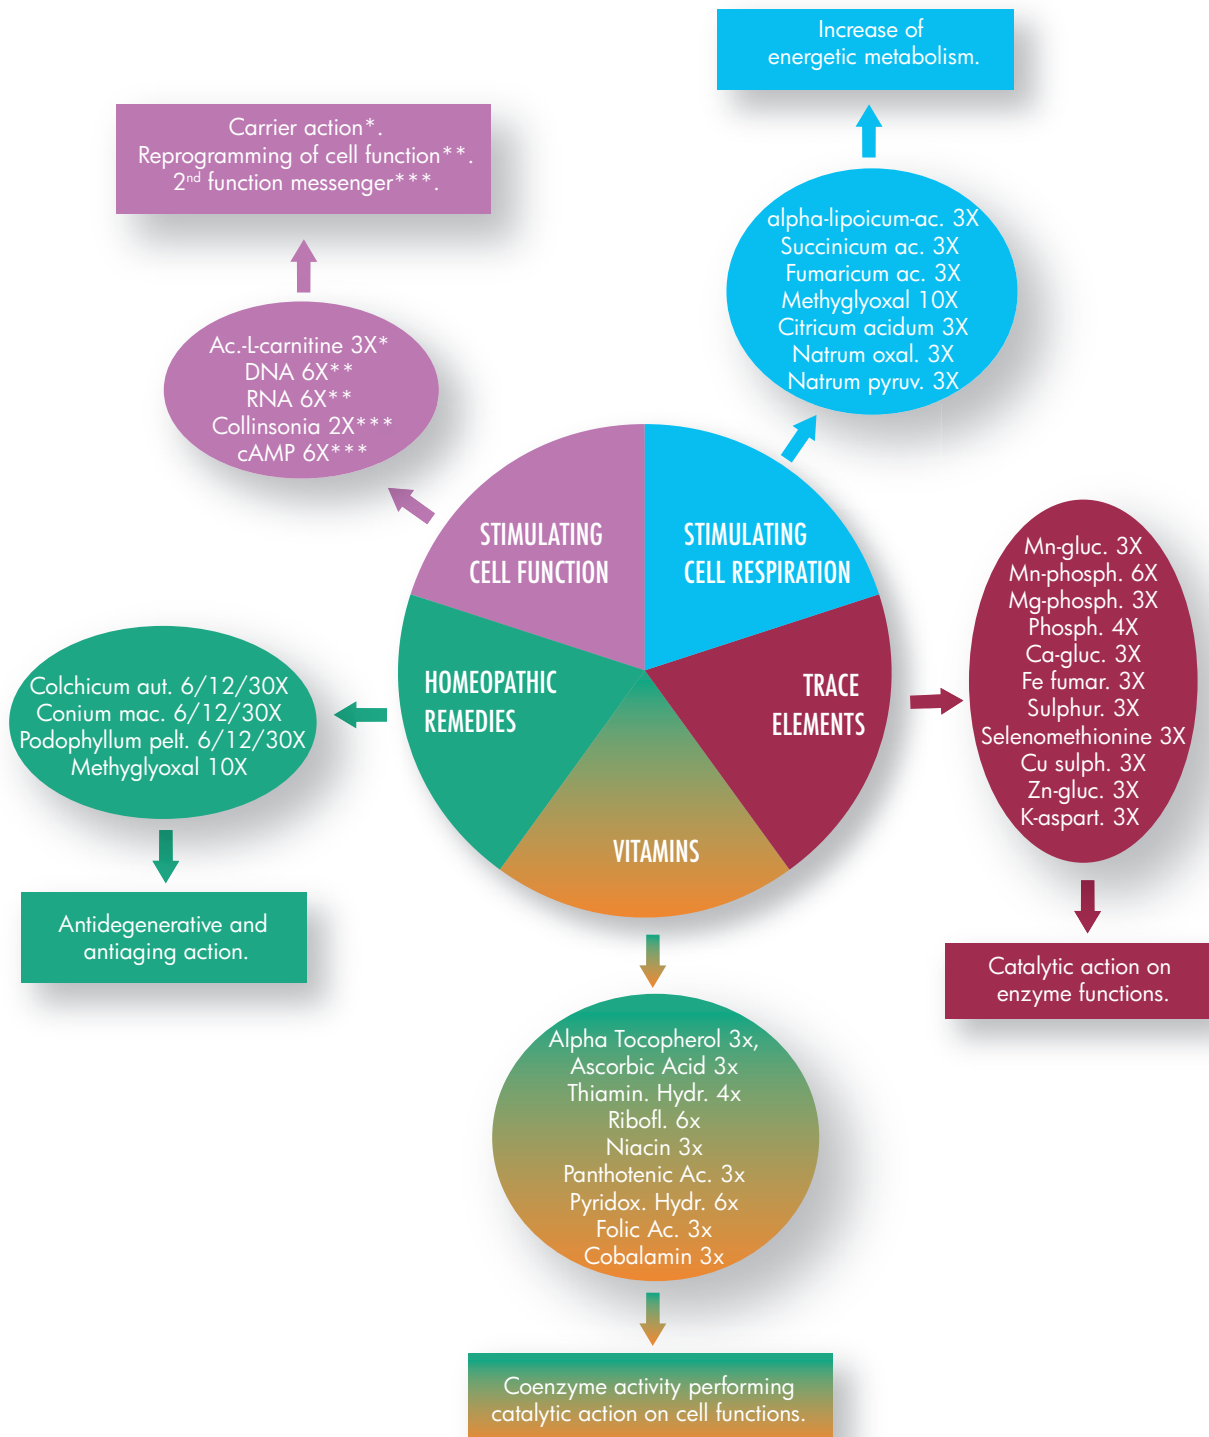 Increase of
energetic metabolism.
Carrier action*.
Reprogramming of cell function**.
2nd function messenger***.
alpha-lipoicum-ac. 3X
Succinicum ac. 3X
Fumaricum ac. 3X
Methyglyoxal 10X
Citricum acidum 3X
Natrum oxal. 3X
Natrum pyruv. 3X
Ac.-L-carnitine 3X*
DNA 6X**
RNA 6X**
Collinsonia 2X***
cAMP 6X***
STIMULATING
CELL FUNCTION
STIMULATING
CELL RESPIRATION
Mn-gluc. 3X
Mn-phosph. 6X
Mg-phosph. 3X
Phosph. 4X
Ca-gluc. 3X
Fe fumar. 3X
Sulphur. 3X
Selenomethionine 3X
Cu sulph. 3X
Zn-gluc. 3X
K-aspart. 3X
HOMEOPATHIC
REMEDIES
TRACE
ELEMENTS
Colchicum aut. 6/12/30X
Conium mac. 6/12/30X
Podophyllum pelt. 6/12/30X
Methyglyoxal 10X
VITAMINS
Antidegenerative and
antiaging action.
Catalytic action on
enzyme functions.
Alpha Tocopherol 3x,
Ascorbic Acid 3x
Thiamin. Hydr. 4x
Ribofl. 6x
Niacin 3x
Panthotenic Ac. 3x
Pyridox. Hydr. 6x
Folic Ac. 3x
Cobalamin 3x
Coenzyme activity performing
catalytic action on cell functions.